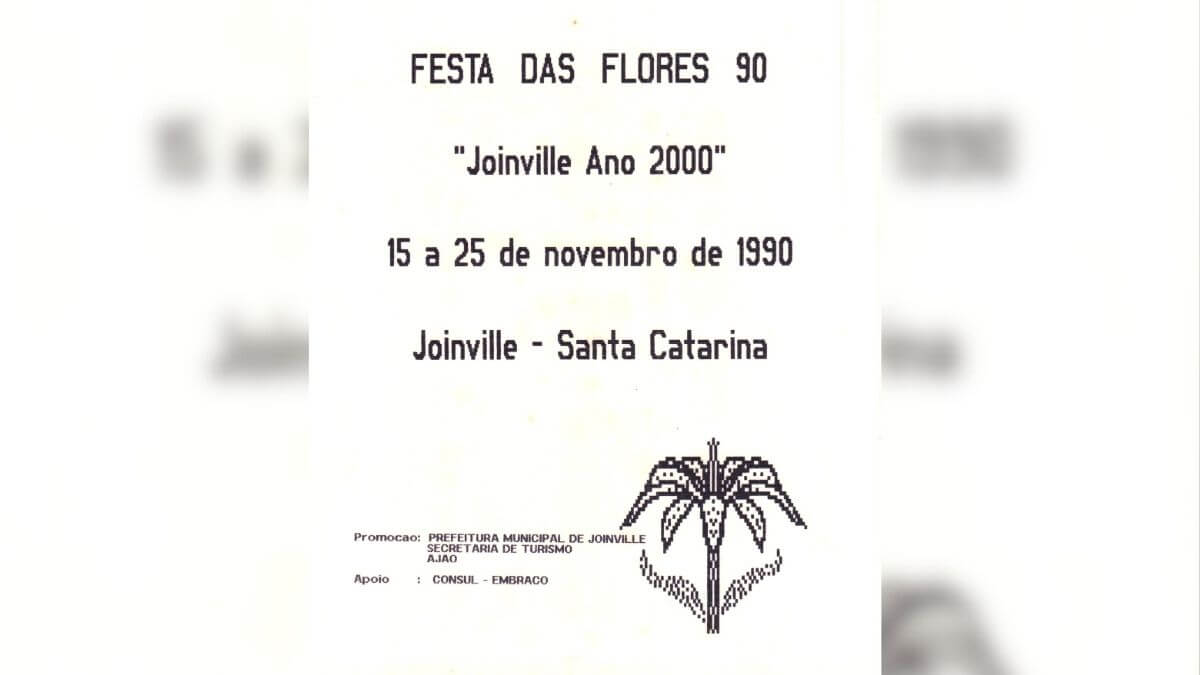 FESTA DAS FLORES 90
"Joinville Ano 2000"
15 a 25 de novembro de 1990
Joinville - Santa Catarina
Promocao: PREFEITURA MUNICIPAL DE JOINVILLE
SECRETARIA DE TURISMO
AJAO
Apoio : CONSUL - EMBRACO